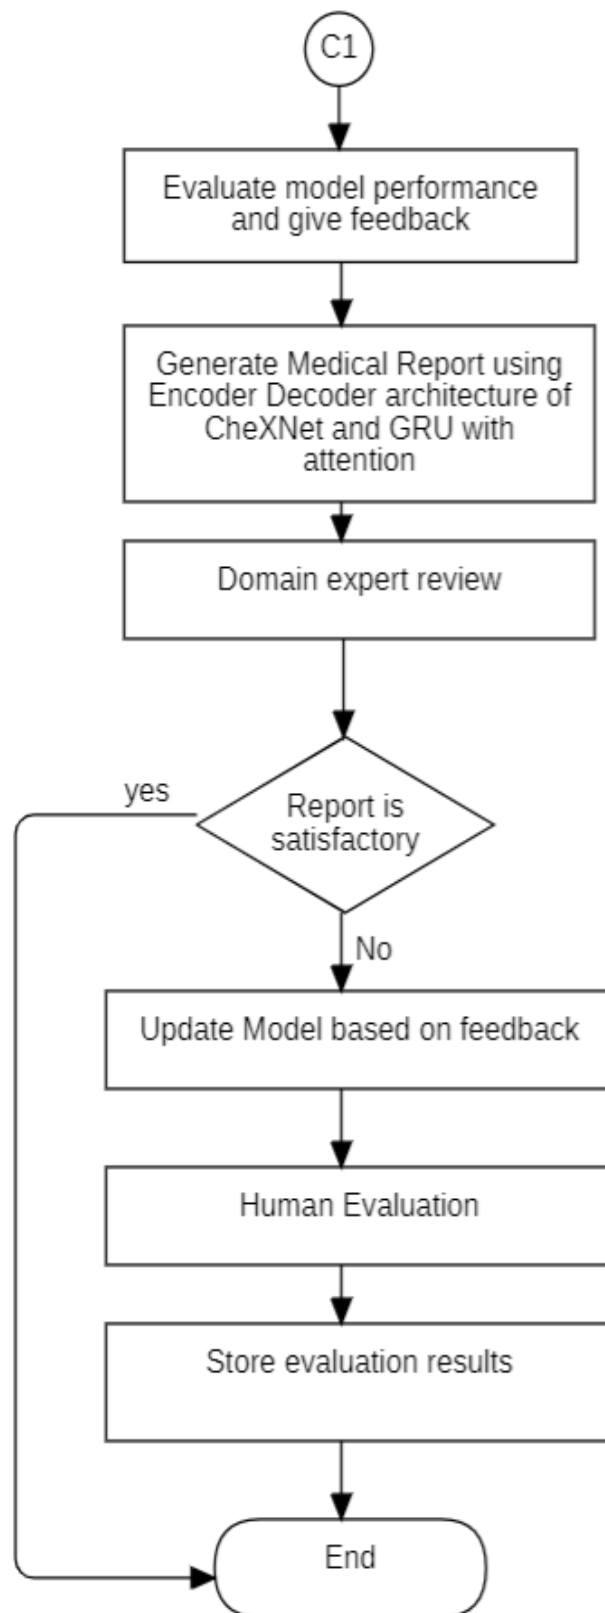 C1
Evaluate model performance
and give feedback
Generate Medical Report using
Encoder Decoder architecture of
CheXNet and GRU with
attention
Domain expert review
yes
Report is
satisfactory
No
Update Model based on feedback
Human Evaluation
Store evaluation results
End